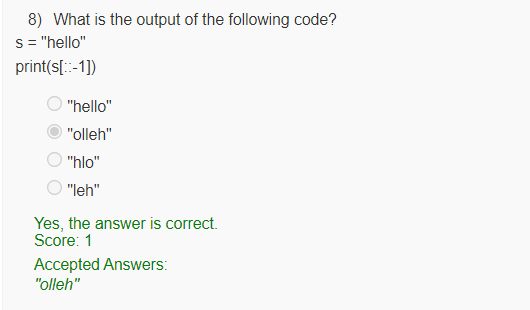 8) What is the output of the following code?
s = "hello"
print(s[::-1])
"hello"
"olleh"
"hlo"
"leh"
Yes, the answer is correct.
Score: 1
Accepted Answers:
"olleh"